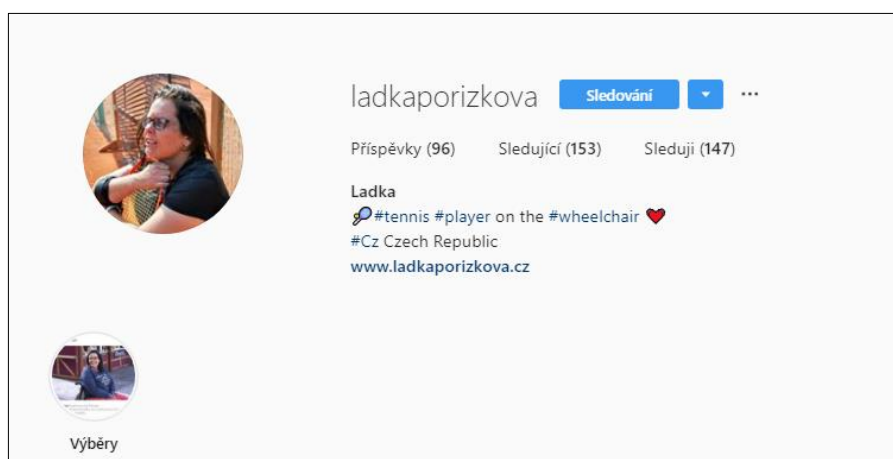 ladkaporizkova Sledování ...
Příspěvky (96) Sledující (153) Sleduji (147)
Ladka
#tennis #player on the #wheelchair
#Cz Czech Republic
www.ladkaporizkova.cz
Výběry